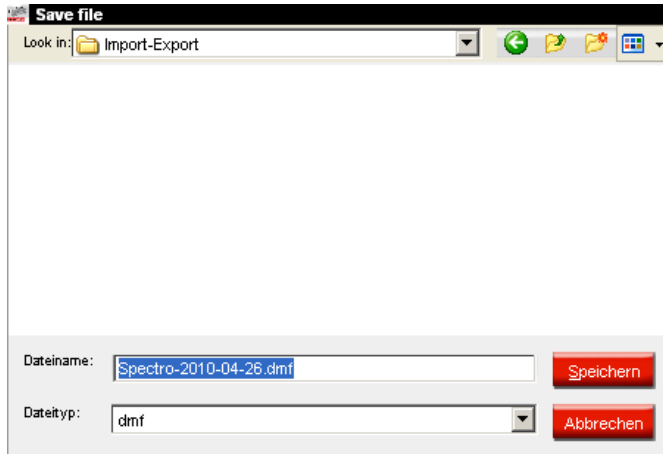 Save file
Look in: Import-Export
Dateiname: Spectro-2010-04-26.dmf
Speichern
Dateityp: dmf
Abbrechen